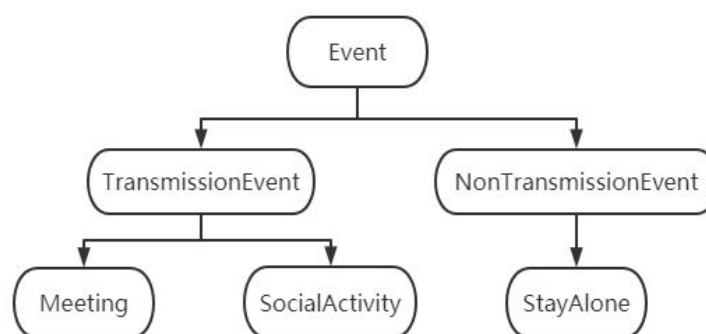 Event
TransmissionEvent
NonTransmissionEvent
Meeting
SocialActivity
StayAlone